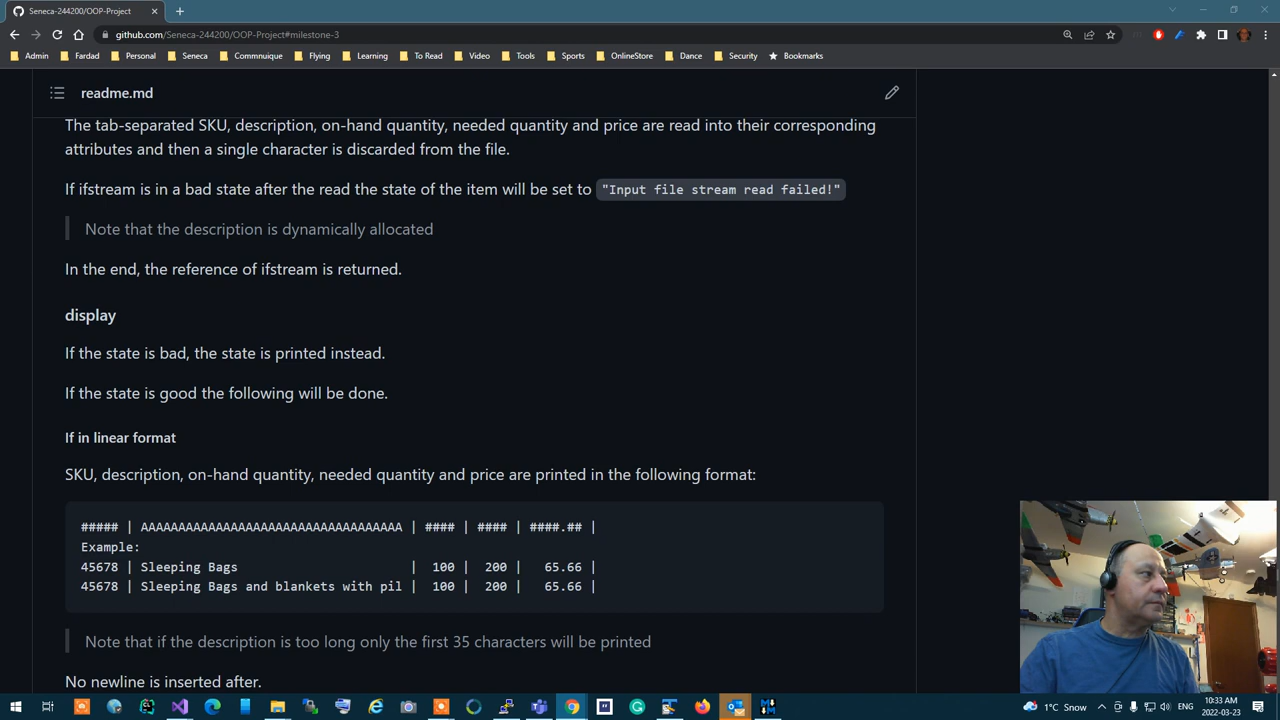 Seneca-244200/OOP-Project
github.com/Seneca-244200/OOP-Project#milestone-3
Admin Fardad Personal Seneca Commnuique Flying Learning To Read Video Tools Sports OnlineStore Dance Security Bookmarks
readme.md
The tab-separated SKU, description, on-hand quantity, needed quantity and price are read into their corresponding
attributes and then a single character is discarded from the file.
If ifstream is in a bad state after the read the state of the item will be set to "Input file stream read failed!"
Note that the description is dynamically allocated
In the end, the reference of ifstream is returned.
display
If the state is bad, the state is printed instead.
If the state is good the following will be done.
If in linear format
SKU, description, on-hand quantity, needed quantity and price are printed in the following format:
##### | AAAAAAAAAAAAAAAAAAAAAAAAAAAAAAAAAAA | #### | #### | ####.## |
Example:
45678 | Sleeping Bags | 100 | 200 | 65.66 |
45678 | Sleeping Bags and blankets with pil | 100 | 200 | 65.66 |
Note that if the description is too long only the first 35 characters will be printed
No newline is inserted after.
1°C Snow ENG 10:33 AM
2022-03-23